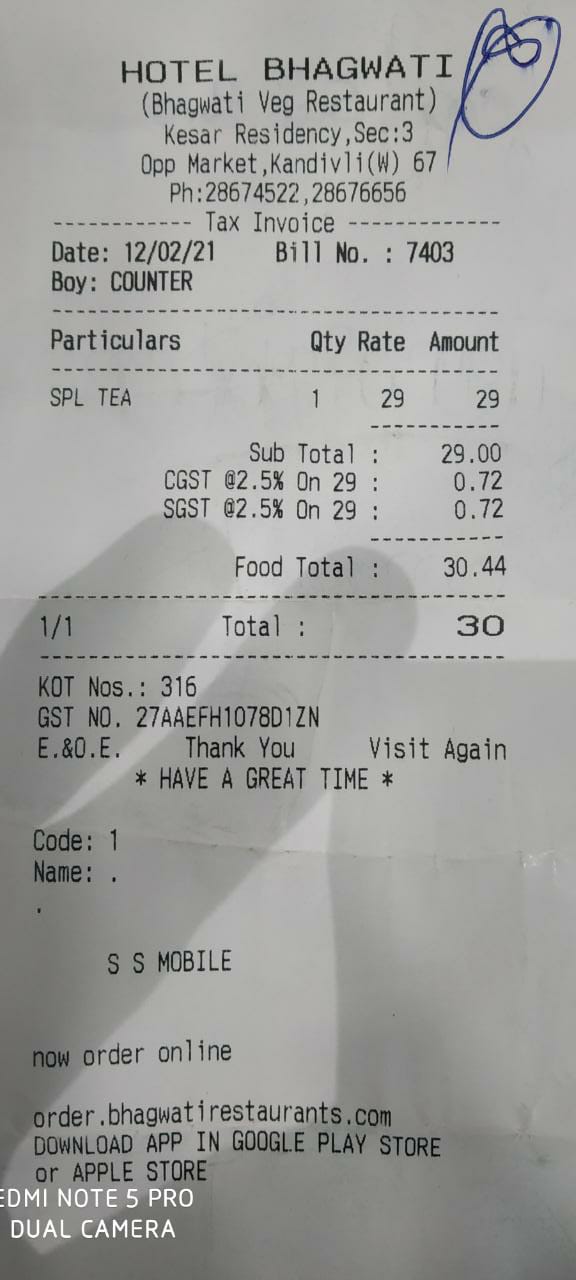 HOTEL BHAGWATI
(Bhagwati Veg Restaurant)
Kesar Residency,Sec:3
Opp Market,Kandivli(W) 67
Ph:28674522,28676656
------------ Tax Invoice -------------
Date: 12/02/21 Bill No. : 7403
Boy: COUNTER
Particulars Qty Rate Amount
SPL TEA 1 29 29
Sub Total : 29.00
CGST @2.5% On 29 : 0.72
SGST @2.5% On 29 : 0.72
Food Total : 30.44
1/1 Total : 30
KOT Nos.: 316
GST NO. 27AAEFH1078D1ZN
E.&O.E. Thank You Visit Again
* HAVE A GREAT TIME *
Code: 1
Name: .
.
S S MOBILE
now order online
order.bhagwatirestaurants.com
DOWNLOAD APP IN GOOGLE PLAY STORE
or APPLE STORE
EDMI NOTE 5 PRO
DUAL CAMERA